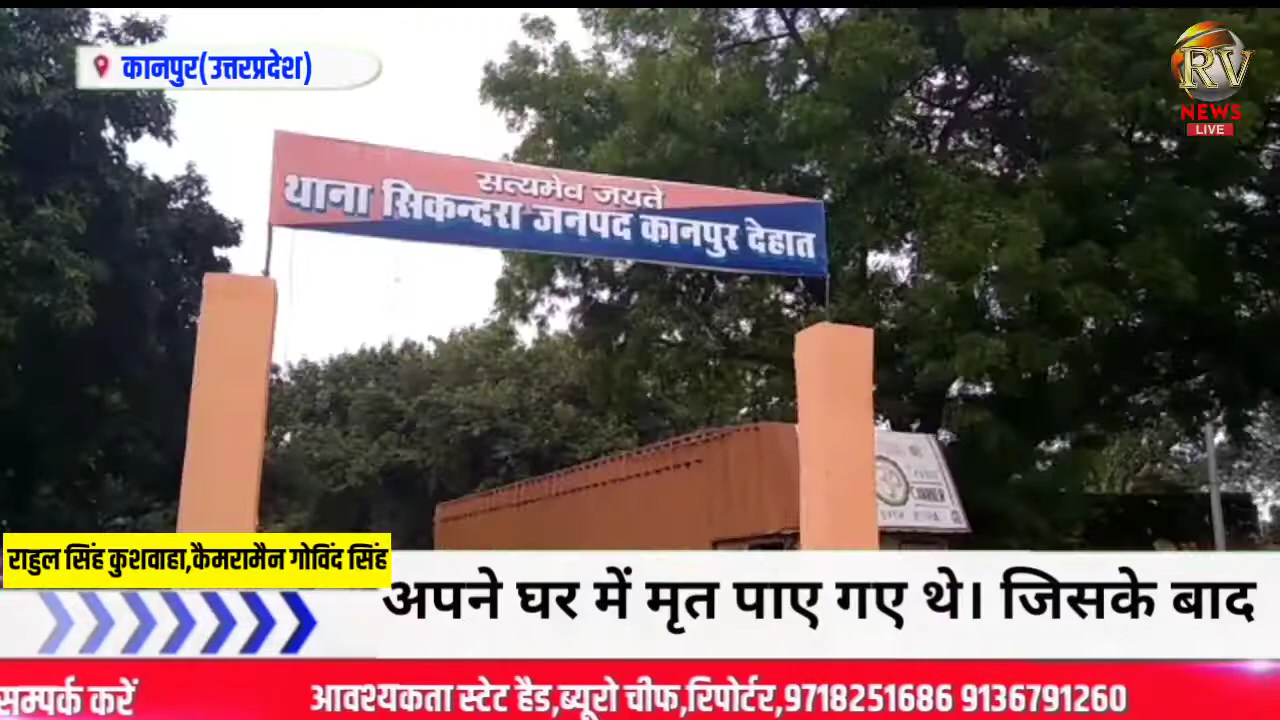 कानपुर(उत्तरप्रदेश)
RV
NEWS
LIVE
सत्यमेव जयते
थाना सिकन्दरा जनपद कानपुर देहात
राहुल सिंह कुशवाहा,कैमरामैन गोविंद सिंह
अपने घर में मृत पाए गए थे। जिसके बाद
सम्पर्क करें आवश्यकता स्टेट हैड,ब्यूरो चीफ,रिपोर्टर,9718251686 9136791260